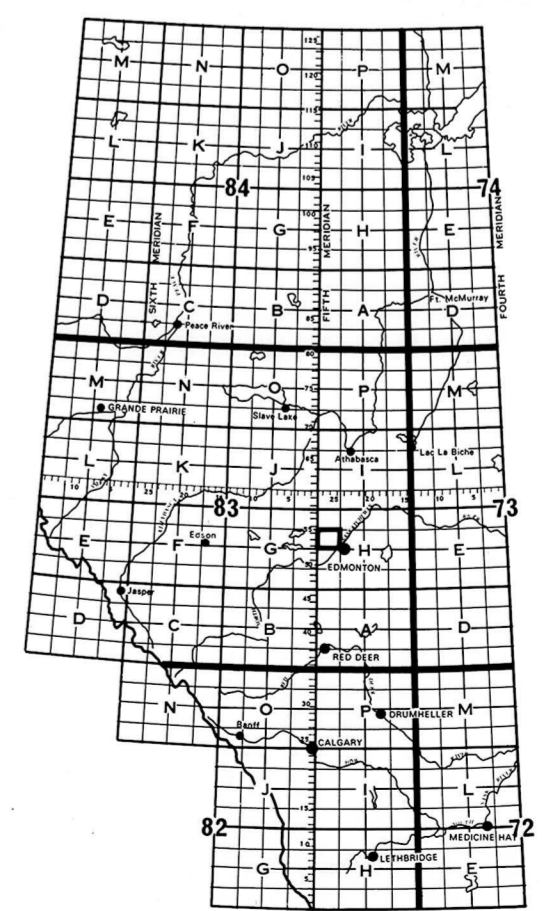 125
M N O P M
120
115
L K J I L
110
105
84 74
100
SIXTH MERIDIAN
FIFTH MERIDIAN
FOURTH MERIDIAN
E F G H E
95
D C B A D
Ft. McMurray
85
Peace River
80
M N O P M
75
GRANDE PRAIRIE
Slave Lake
70
Athabasca
Lac La Biche
L K J I L
65
10 5 25 20 10 5 25 20 15 10 5
83 73
55
E F G H E
Edson
50
EDMONTON
45
Jasper
D C B A D
40
RED DEER
N O P M
30
DRUMHELLER
Banff
25
CALGARY
J I L
15
82 72
MEDICINE HAT
10
LETHBRIDGE
G H E
5